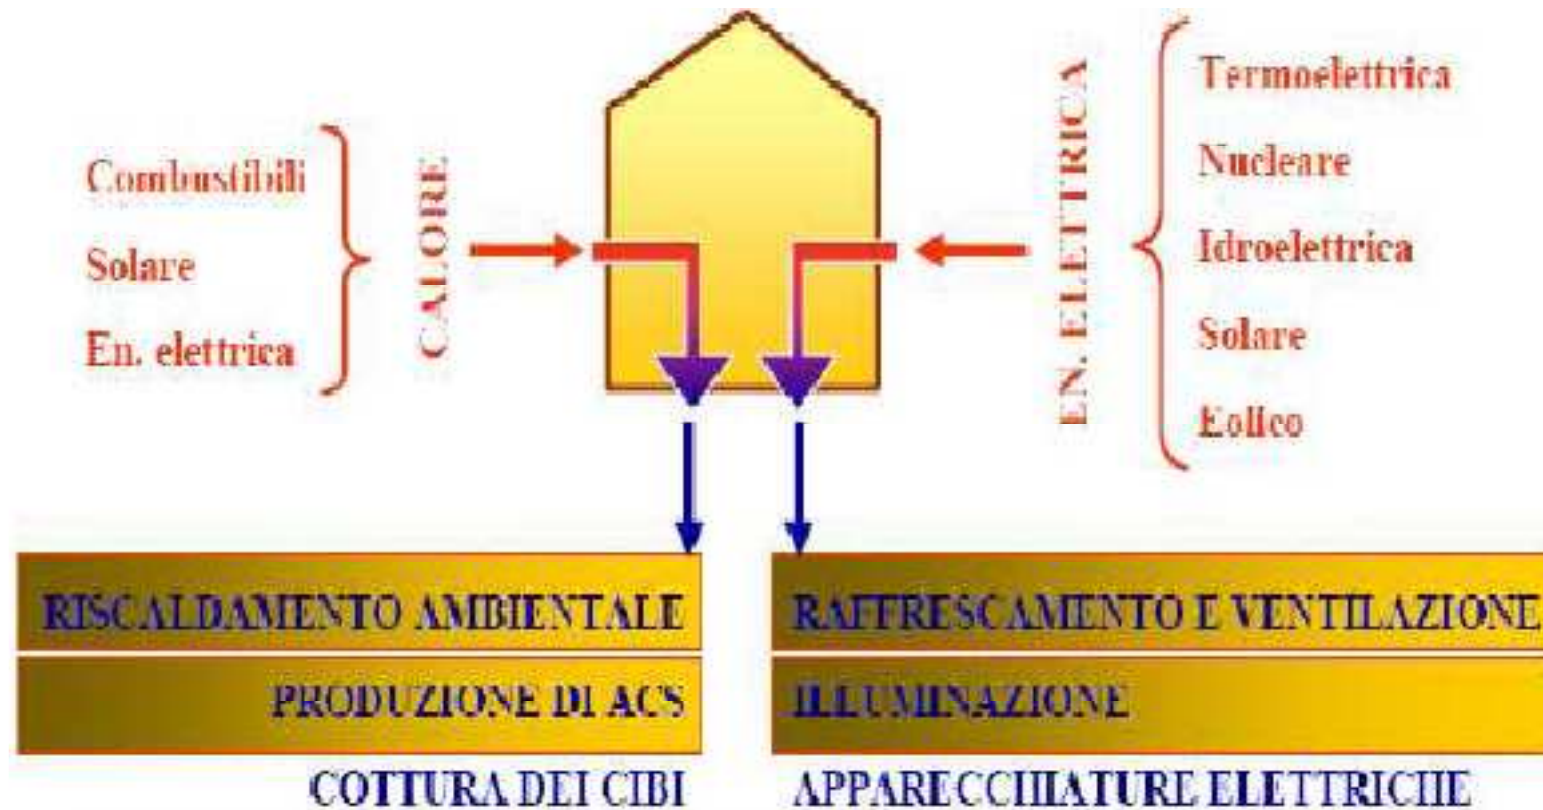 Combustibili
Solare
En. elettrica
CALORE
EN. ELETTRICA
Termoelettrica
Nucleare
Idroelettrica
Solare
Eolico
RISCALDAMENTO AMBIENTALE
PRODUZIONE DI ACS
COTTURA DEI CIBI
RAFFRESCAMENTO E VENTILAZIONE
ILLUMINAZIONE
APPARECCHIATURE ELETTRICHE